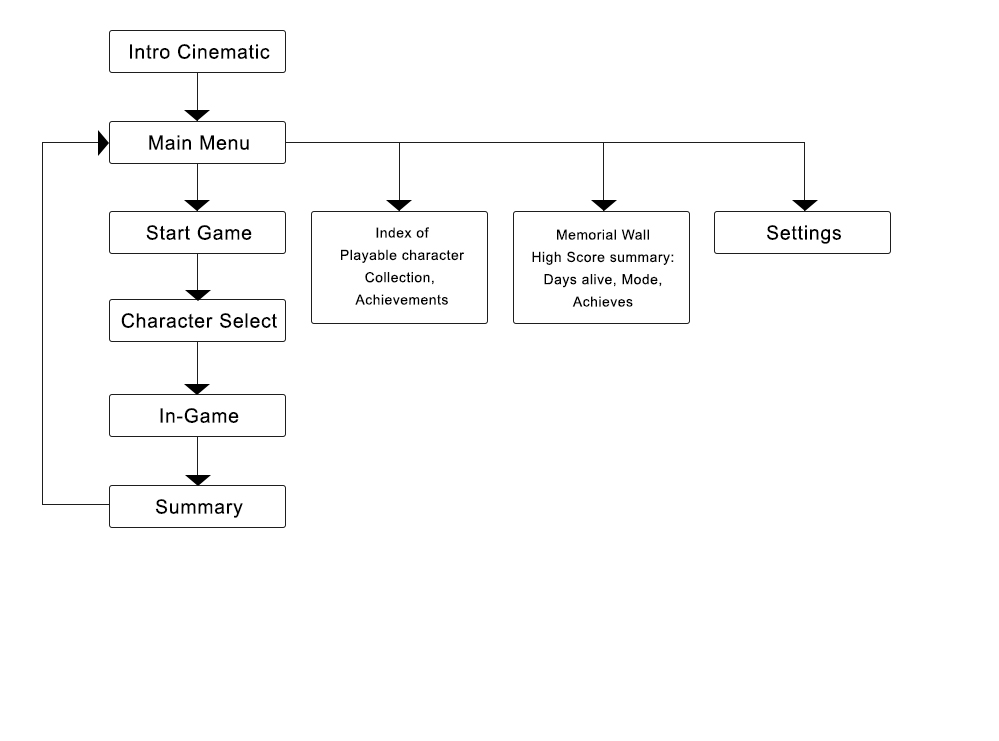 Intro Cinematic
Main Menu
Start Game
Index of
Playable character
Collection,
Achievements
Memorial Wall
High Score summary:
Days alive, Mode,
Achieves
Settings
Character Select
In-Game
Summary